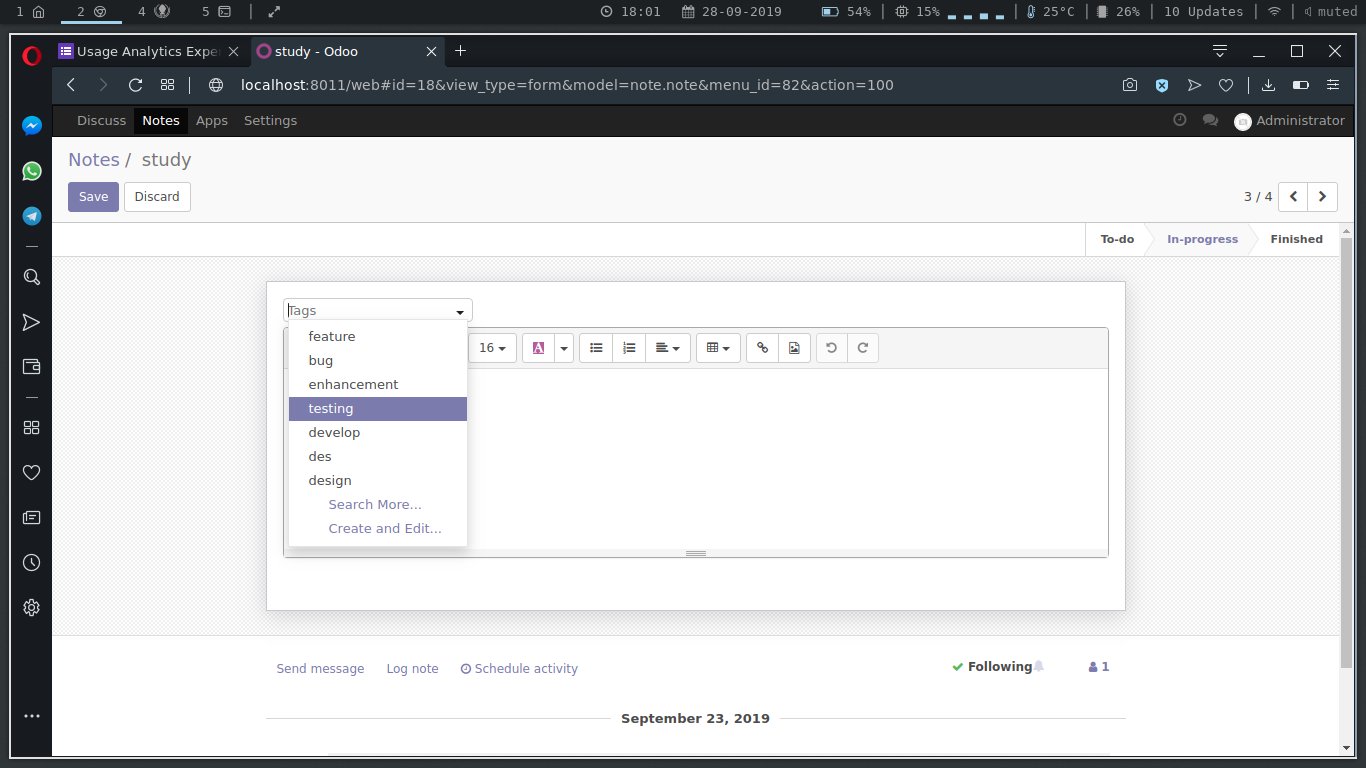 1 2 4 5 18:01 28-09-2019 54% 15% 25°C 26% 10 Updates muted
Usage Analytics Expe study - Odoo
localhost:8011/web#id=18&view_type=form&model=note.note&menu_id=82&action=100
Discuss Notes Apps Settings Administrator
Notes / study
Save Discard 3 / 4
To-do In-progress Finished
Tags
feature
16 A
bug
enhancement
testing
develop
des
design
Search More...
Create and Edit...
Send message Log note Schedule activity Following 1
September 23, 2019